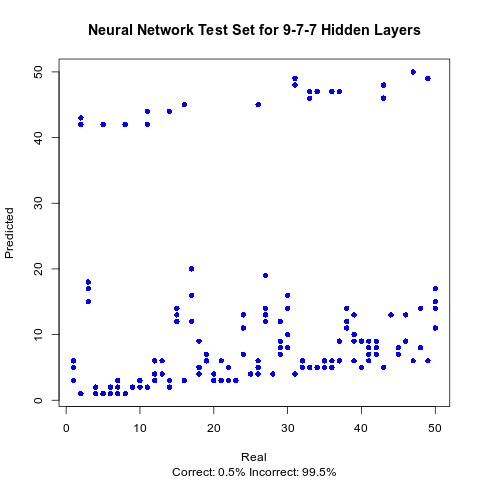 Neural Network Test Set for 9-7-7 Hidden Layers
Predicted
50
40
30
20
10
0
0 10 20 30 40 50
Real
Correct: 0.5% Incorrect: 99.5%